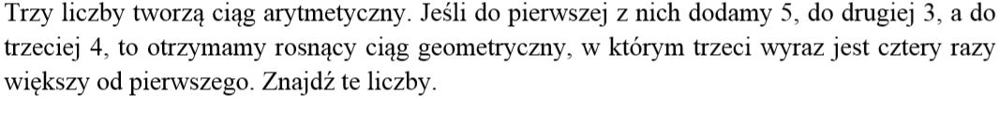 Trzy liczby tworzą ciąg arytmetyczny. Jeśli do pierwszej z nich dodamy 5, do drugiej 3, a do
trzeciej 4, to otrzymamy rosnący ciąg geometryczny, w którym trzeci wyraz jest cztery razy
większy od pierwszego. Znajdź te liczby.